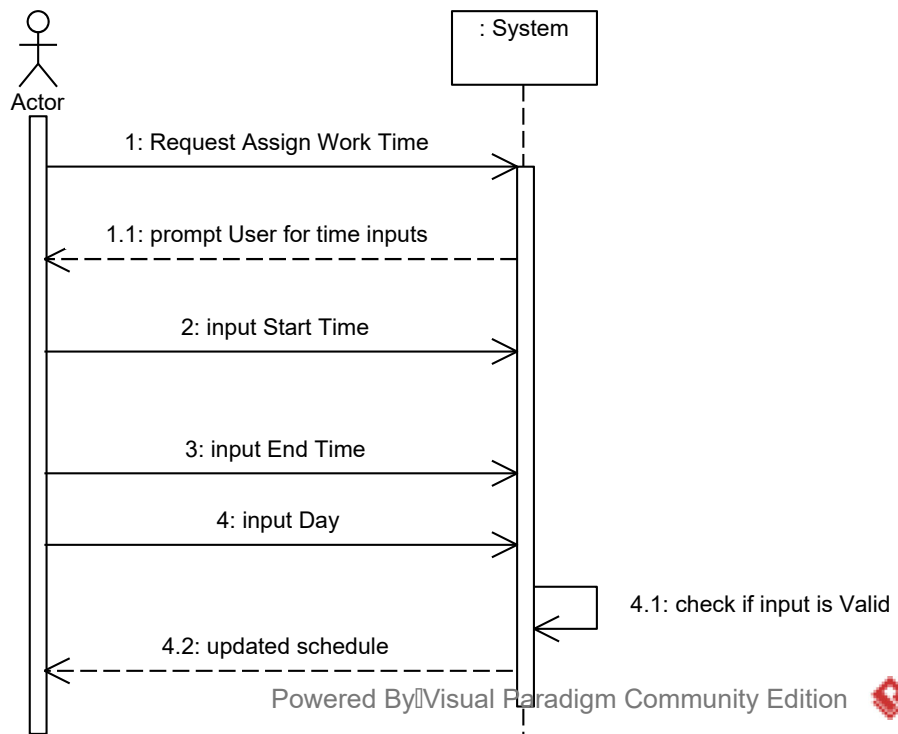 : System
Actor
1: Request Assign Work Time
1.1: prompt User for time inputs
2: input Start Time
3: input End Time
4: input Day
4.1: check if input is Valid
4.2: updated schedule
Powered By▯Visual Paradigm Community Edition